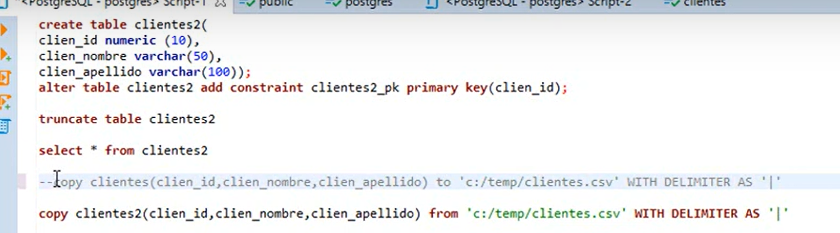 <PostgreSQL - postgres> Script-1 public postgres <PostgreSQL - postgres> Script-2 clientes
create table clientes2(
clien_id numeric (10),
clien_nombre varchar(50),
clien_apellido varchar(100));
alter table clientes2 add constraint clientes2_pk primary key(clien_id);
truncate table clientes2
select * from clientes2
--copy clientes(clien_id,clien_nombre,clien_apellido) to 'c:/temp/clientes.csv' WITH DELIMITER AS '|'
copy clientes2(clien_id,clien_nombre,clien_apellido) from 'c:/temp/clientes.csv' WITH DELIMITER AS '|'